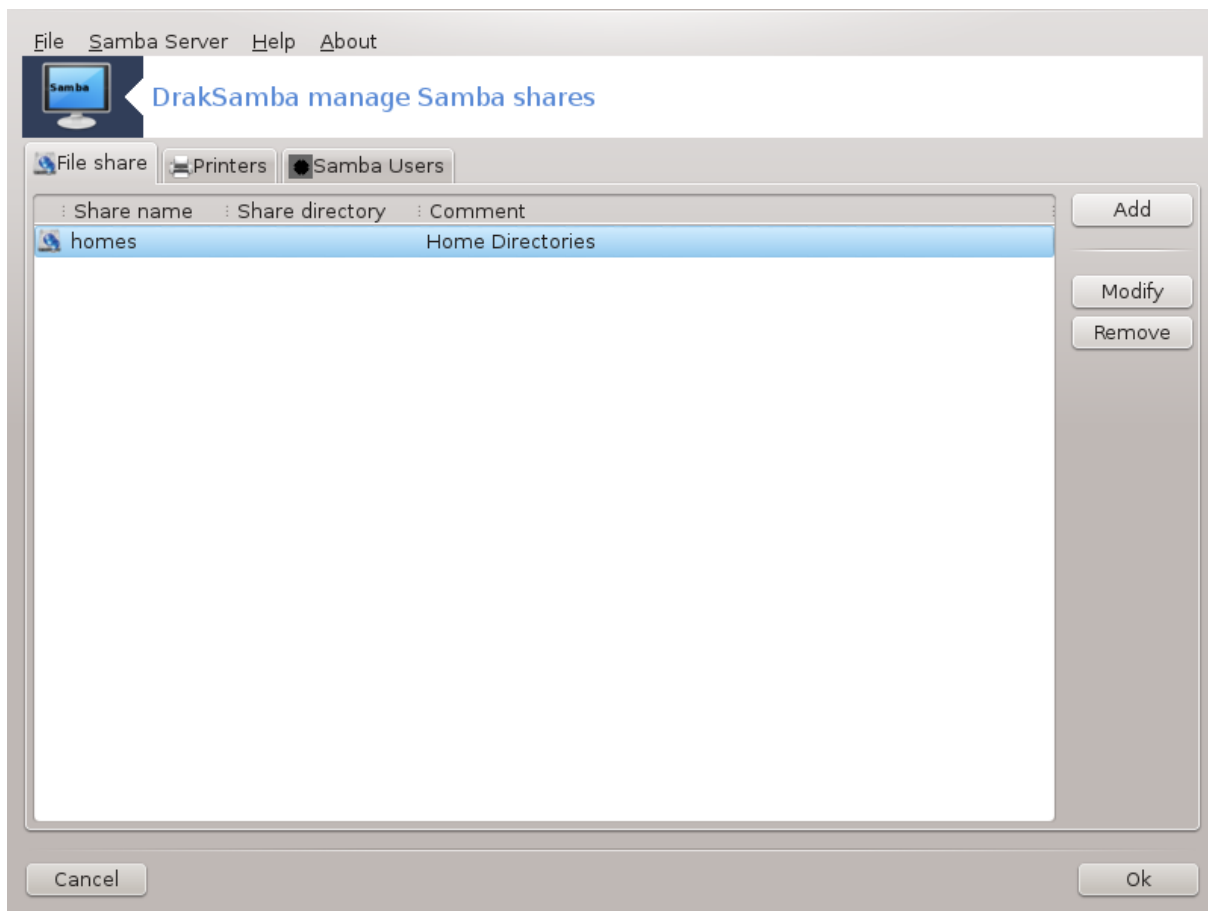 File Samba Server Help About
Samba
DrakSamba manage Samba shares
File share Printers Samba Users
Share name Share directory Comment
Add
homes Home Directories
Modify
Remove
Cancel Ok